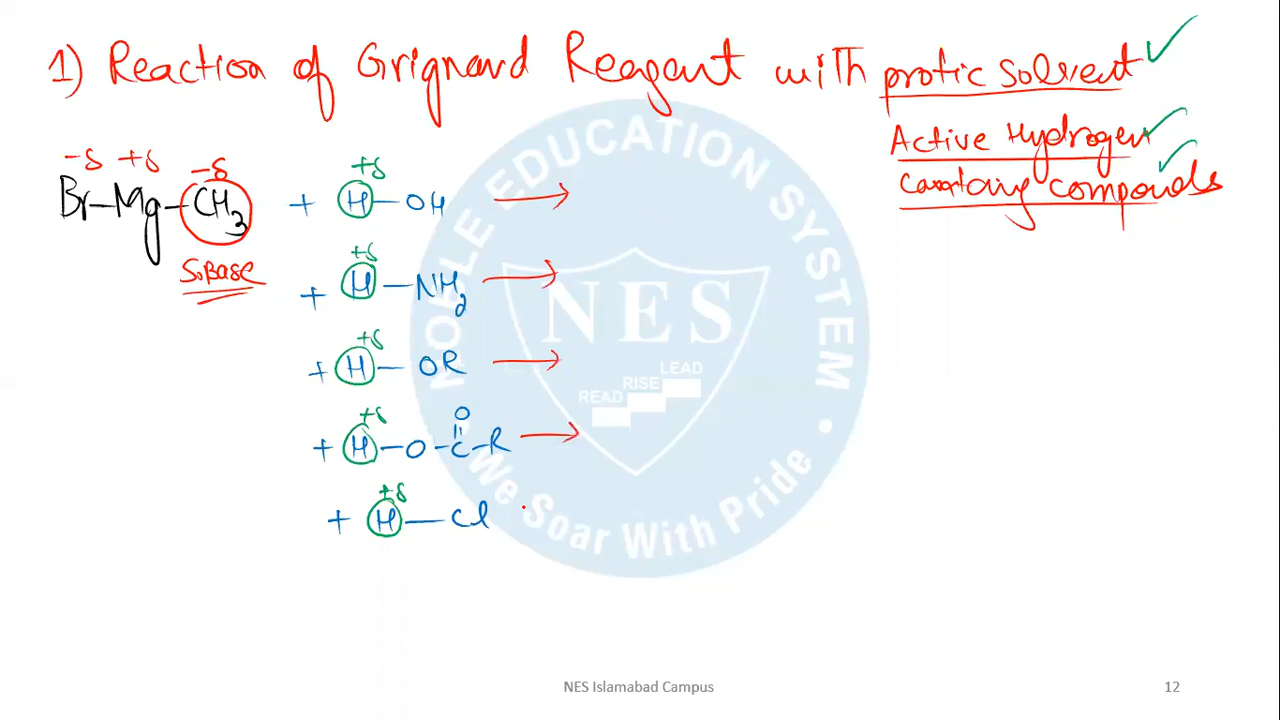 1) Reaction of Grignard Reagent with protic solvent
Active Hydrogen
Containing compounds
-δ +δ -δ
Br-Mg-CH3
S.Base
+δ
+ H-OH →
+δ
+ H-NH2 →
+δ
+ H-OR →
+δ O
+ H-O-C-R →
+δ
+ H-Cl
NOBLE EDUCATION SYSTEM
NES
READ RISE LEAD
We Soar With Pride
NES Islamabad Campus
12